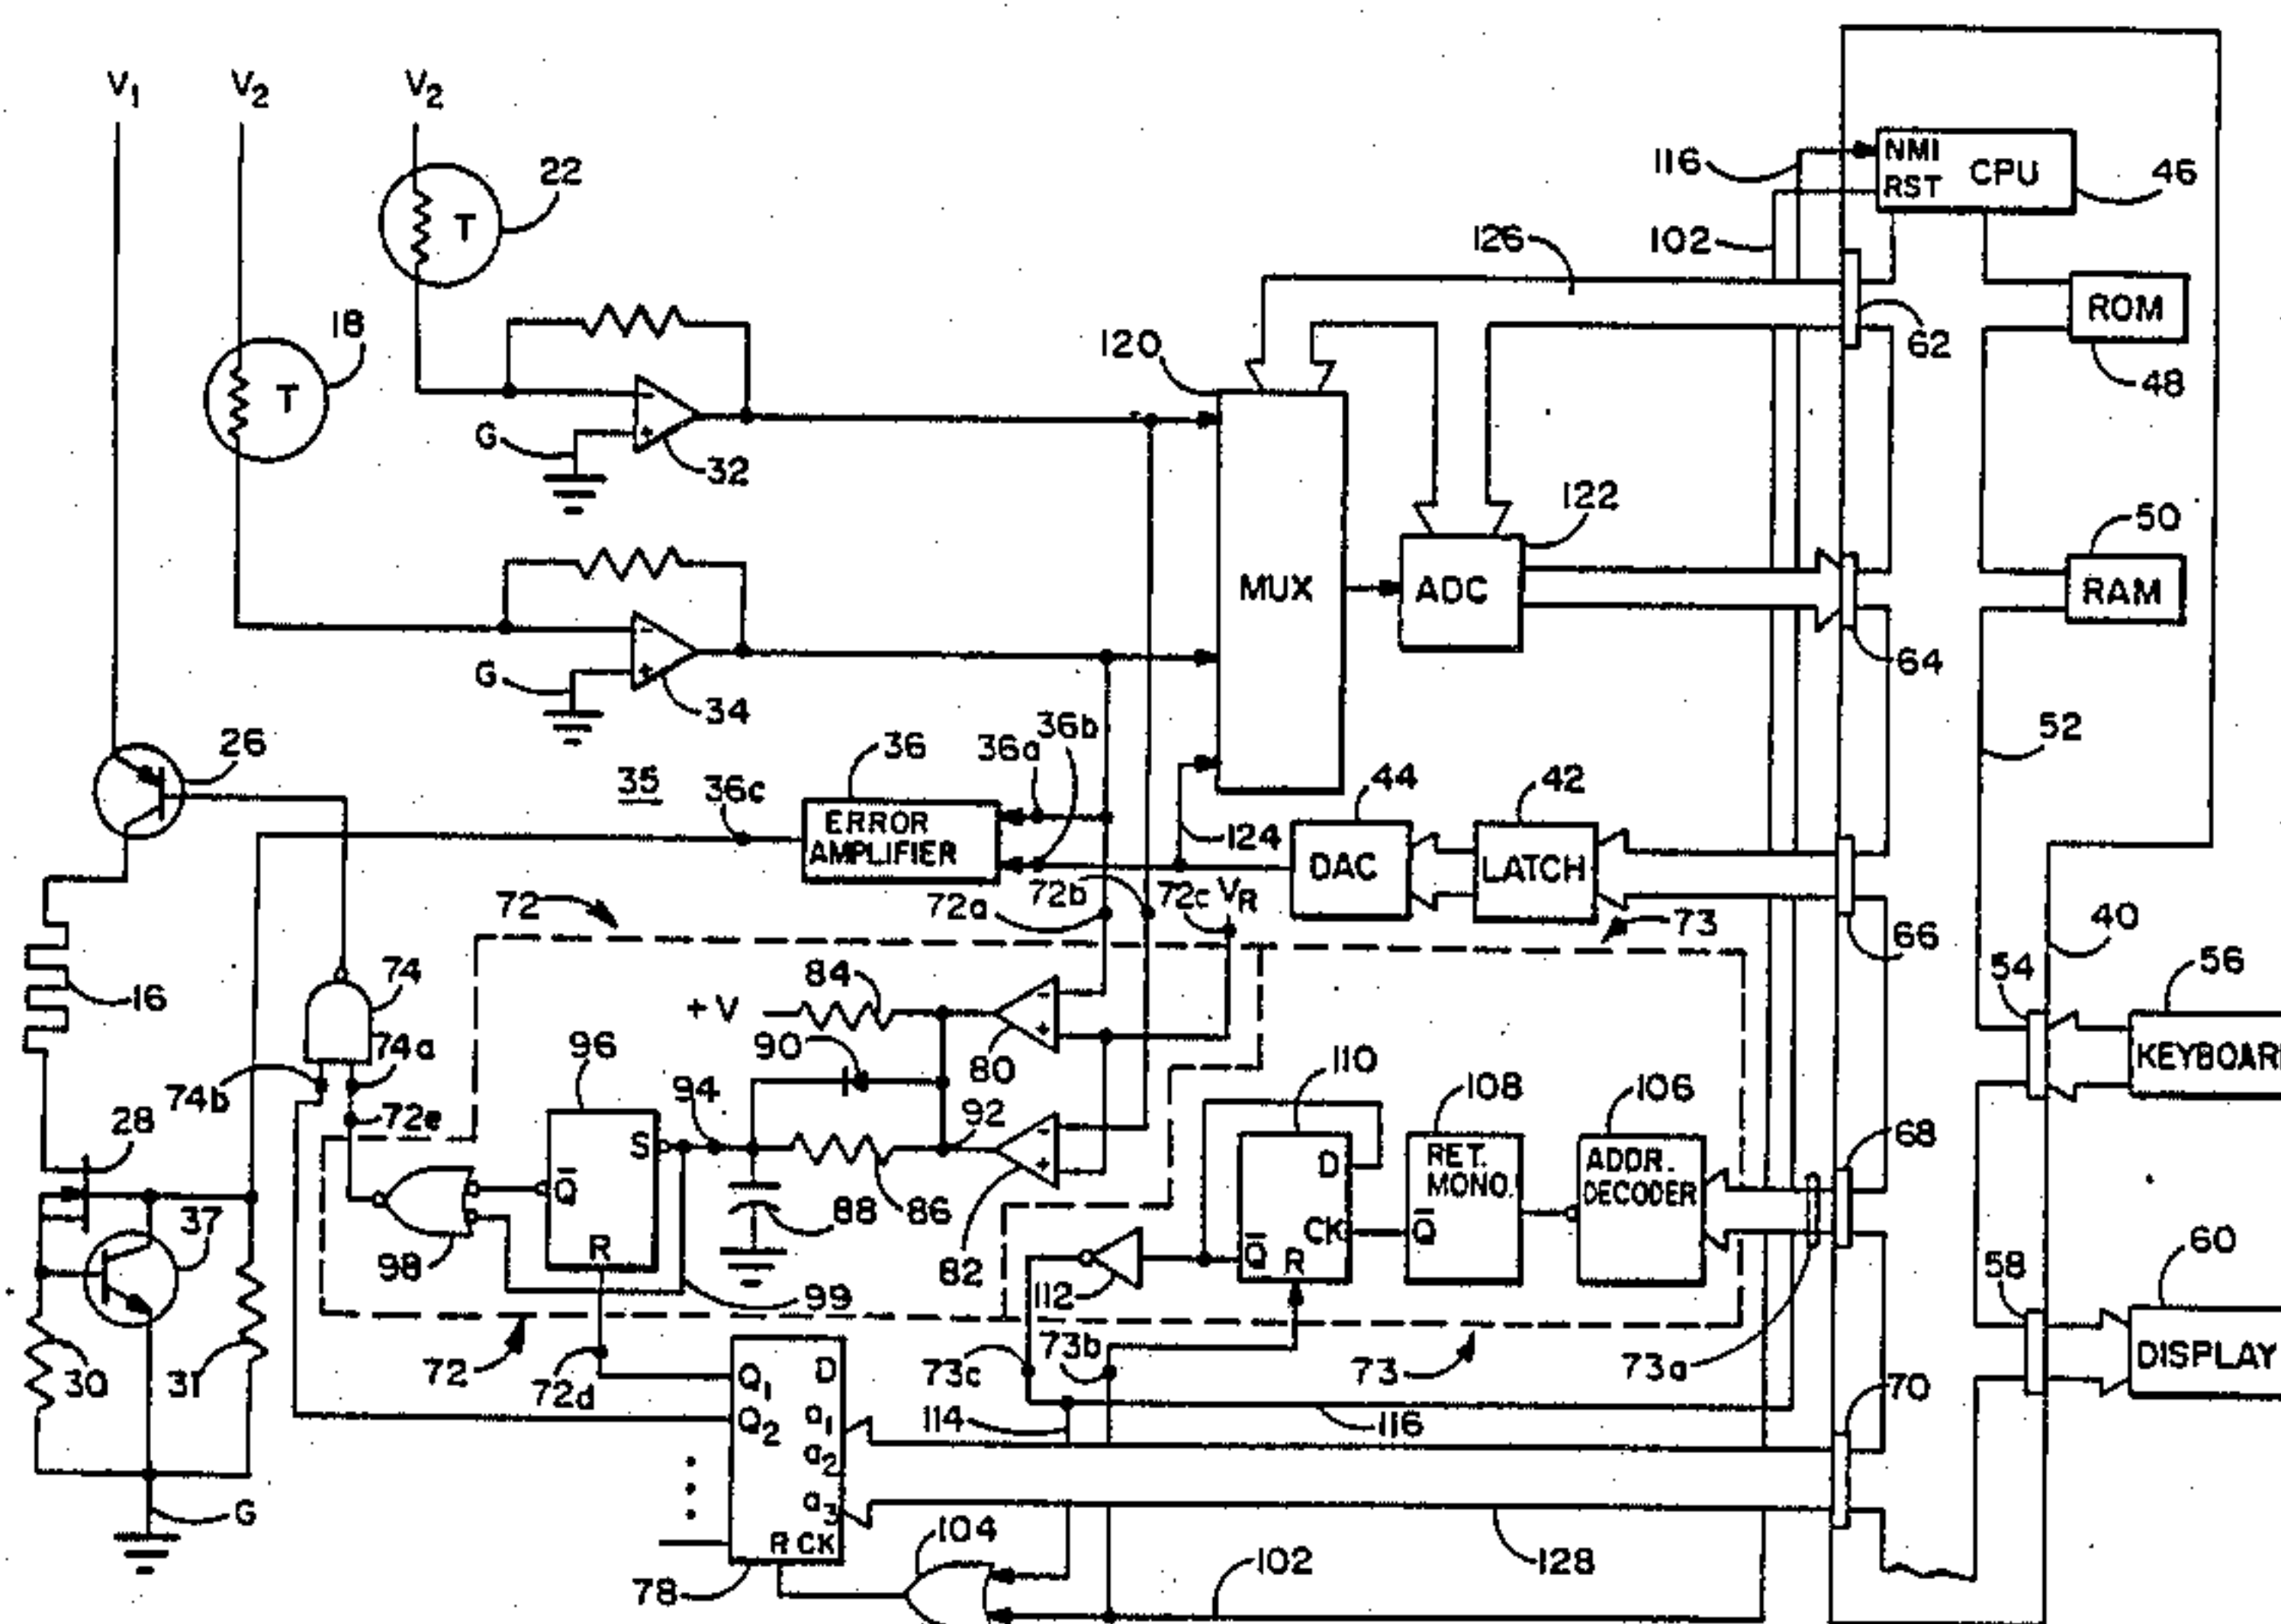 V1
V2
V2
22
T
116
NMI
CPU
RST
46
18
T
102
126
ROM
62
48
120
G
32
122
50
MUX
ADC
RAM
G
34
64
26
36
36a
36b
52
35
36c
44
42
ERROR
AMPLIFIER
DAC
LATCH
124
72
72a
72b
72c
VR
73
66
40
16
74
84
54
56
+V
74a
96
90
80
110
KEYBOAR
74b
94
108
106
72e
92
28
S
D
RET.
MONO.
ADDR.
DECODER
68
Q̅
37
88
86
CK
Q̅
98
R
82
Q̅
R
58
60
99
112
30
31
72
72d
73c
73b
73
73a
DISPLAY
Q1
D
70
Q2
a1
114
116
a2
a3
G
104
R CK
78
102
128